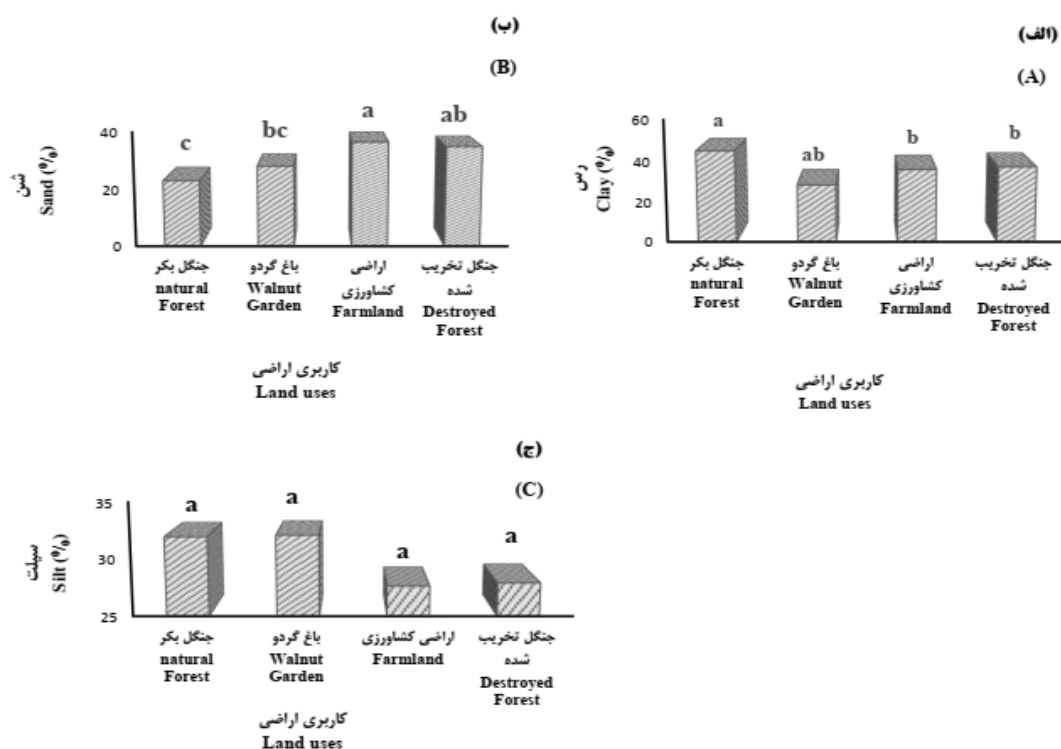 (الف)
(A)
60
40
20
0
رس
Clay (%)
a
ab
b
b
جنگل بکر
natural
Forest
باغ گردو
Walnut
Garden
اراضی
کشاورزی
Farmland
جنگل تخریب
شده
Destroyed
Forest
کاربری اراضی
Land uses
(ب)
(B)
40
20
0
شن
Sand (%)
c
bc
a
ab
جنگل بکر
natural
Forest
باغ گردو
Walnut
Garden
اراضی
کشاورزی
Farmland
جنگل تخریب
شده
Destroyed
Forest
کاربری اراضی
Land uses
(ج)
(C)
35
30
25
سیلت
Silt (%)
a
a
a
a
جنگل بکر
natural
Forest
باغ گردو
Walnut
Garden
اراضی کشاورزی
Farmland
جنگل تخریب
شده
Destroyed
Forest
کاربری اراضی
Land uses